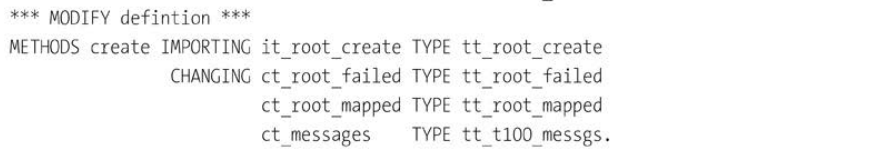 *** MODIFY defintion ***
METHODS create IMPORTING it_root_create TYPE tt_root_create
CHANGING ct_root_failed TYPE tt_root_failed
ct_root_mapped TYPE tt_root_mapped
ct_messages TYPE tt_t100_messgs.